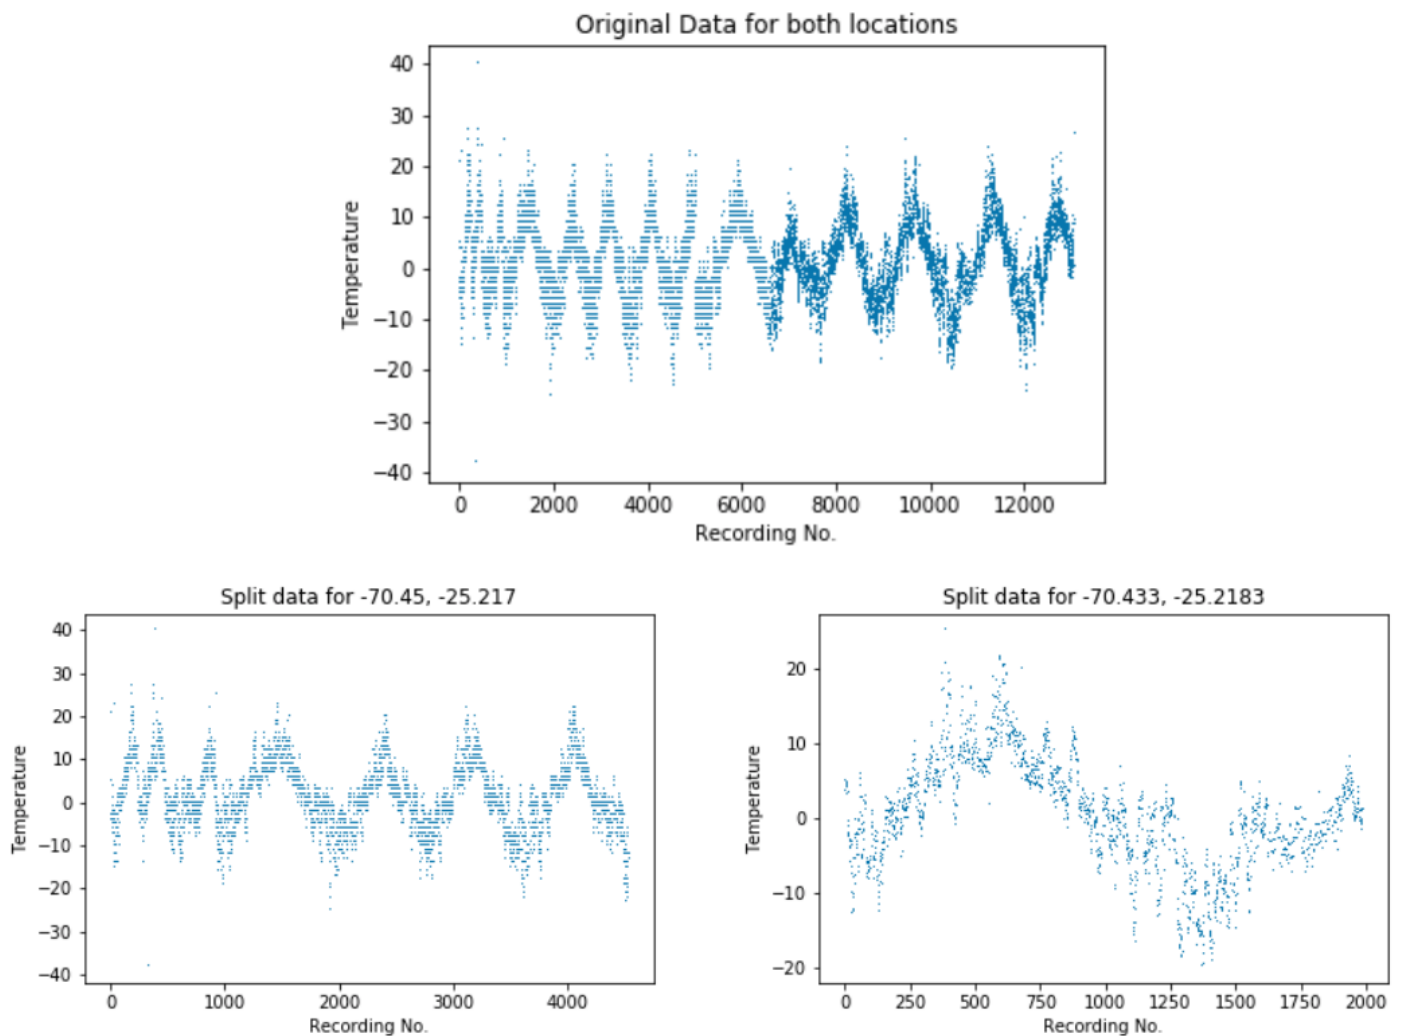 Original Data for both locations
40
30
20
10
0
−10
−20
−30
−40
Temperature
0 2000 4000 6000 8000 10000 12000
Recording No.
Split data for -70.45, -25.217
40
30
20
10
0
−10
−20
−30
−40
Temperature
0 1000 2000 3000 4000
Recording No.
Split data for -70.433, -25.2183
20
10
0
−10
−20
Temperature
0 250 500 750 1000 1250 1500 1750 2000
Recording No.